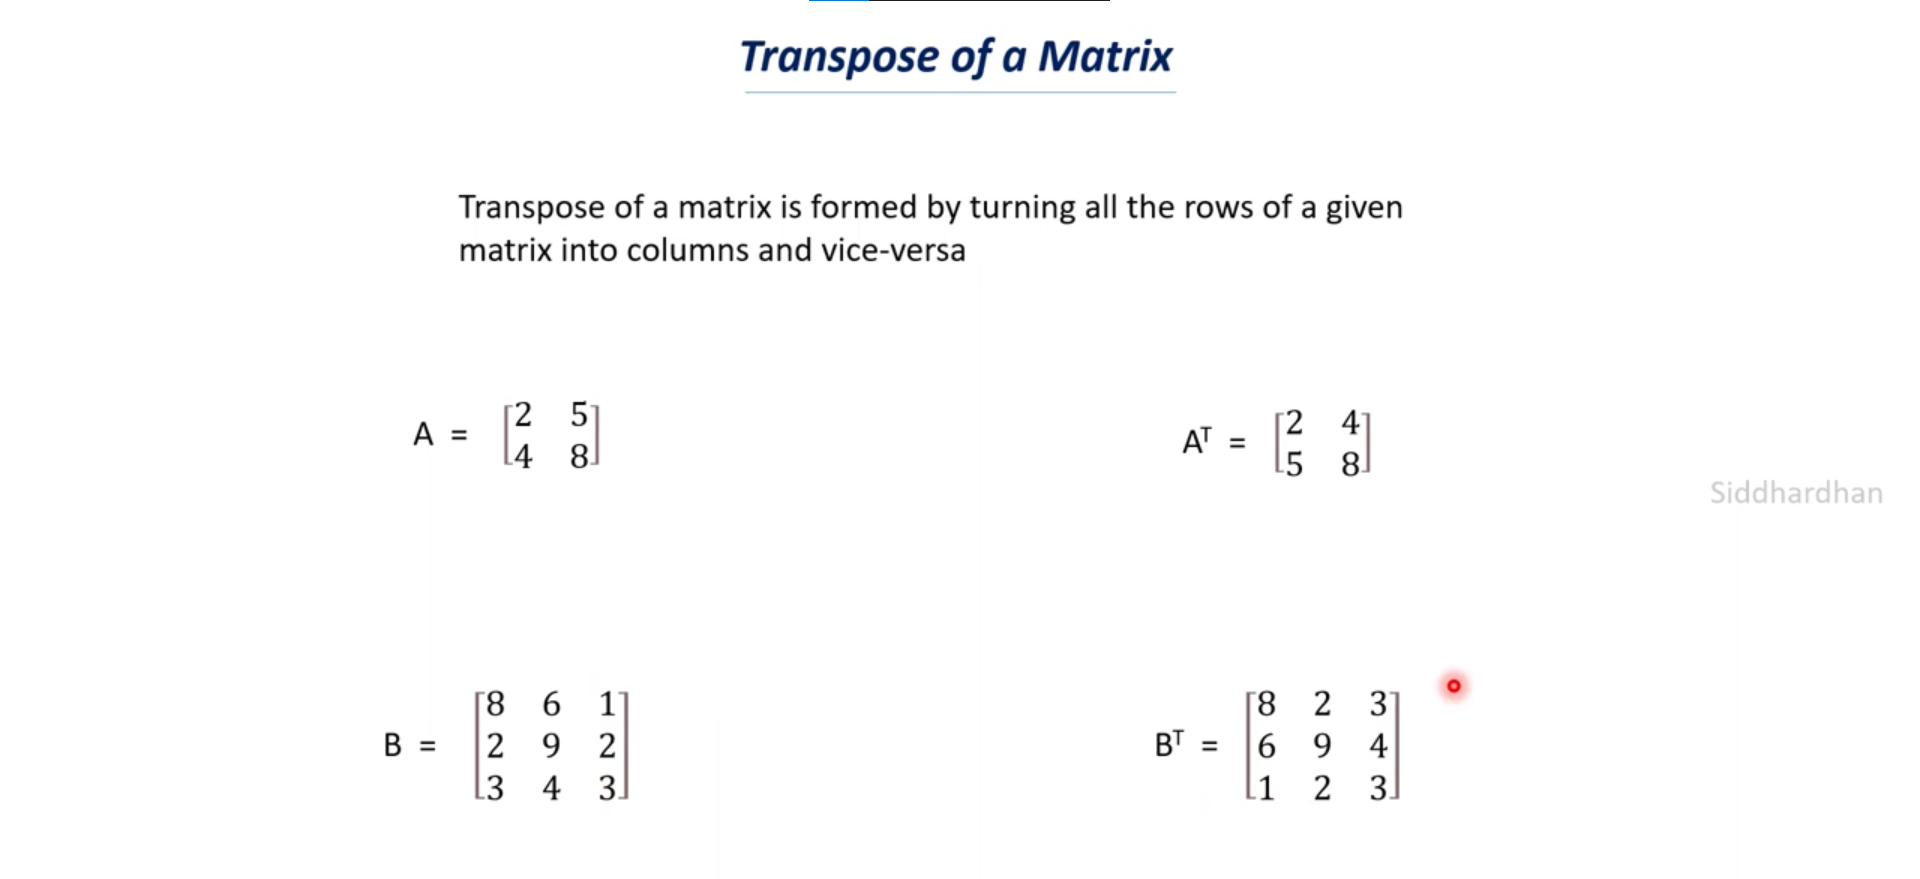 Transpose of a Matrix
Transpose of a matrix is formed by turning all the rows of a given
matrix into columns and vice-versa
A = [2 5
4 8]
Aᵀ = [2 4
5 8]
Siddhardhan
B = [8 6 1
2 9 2
3 4 3]
Bᵀ = [8 2 3
6 9 4
1 2 3]